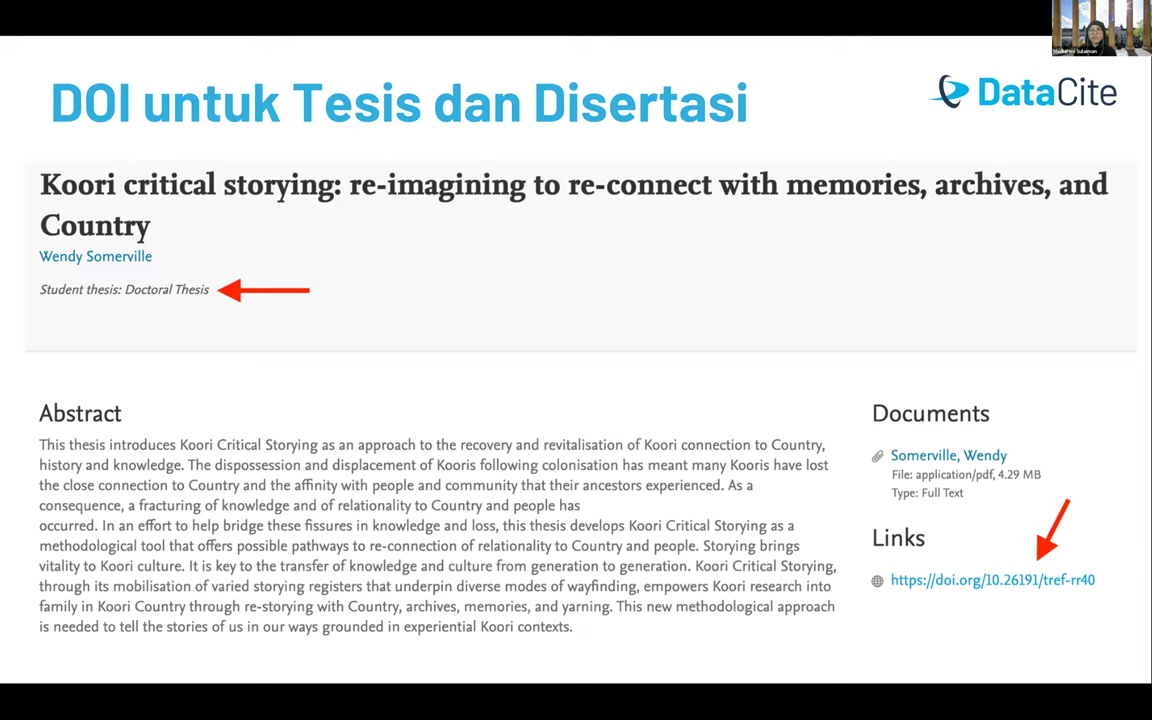 DOI untuk Tesis dan Disertasi
DataCite
Koori critical storying: re-imagining to re-connect with memories, archives, and
Country
Wendy Somerville
Student thesis: Doctoral Thesis
Abstract
This thesis introduces Koori Critical Storying as an approach to the recovery and revitalisation of Koori connection to Country,
history and knowledge. The dispossession and displacement of Kooris following colonisation has meant many Kooris have lost
the close connection to Country and the affinity with people and community that their ancestors experienced. As a
consequence, a fracturing of knowledge and of relationality to Country and people has
occurred. In an effort to help bridge these fissures in knowledge and loss, this thesis develops Koori Critical Storying as a
methodological tool that offers possible pathways to re-connection of relationality to Country and people. Storying brings
vitality to Koori culture. It is key to the transfer of knowledge and culture from generation to generation. Koori Critical Storying,
through its mobilisation of varied storying registers that underpin diverse modes of wayfinding, empowers Koori research into
family in Koori Country through re-storying with Country, archives, memories, and yarning. This new methodological approach
is needed to tell the stories of us in our ways grounded in experiential Koori contexts.
Documents
Somerville, Wendy
File: application/pdf, 4.29 MB
Type: Full Text
Links
https://doi.org/10.26191/tref-rr40
Sulaiman